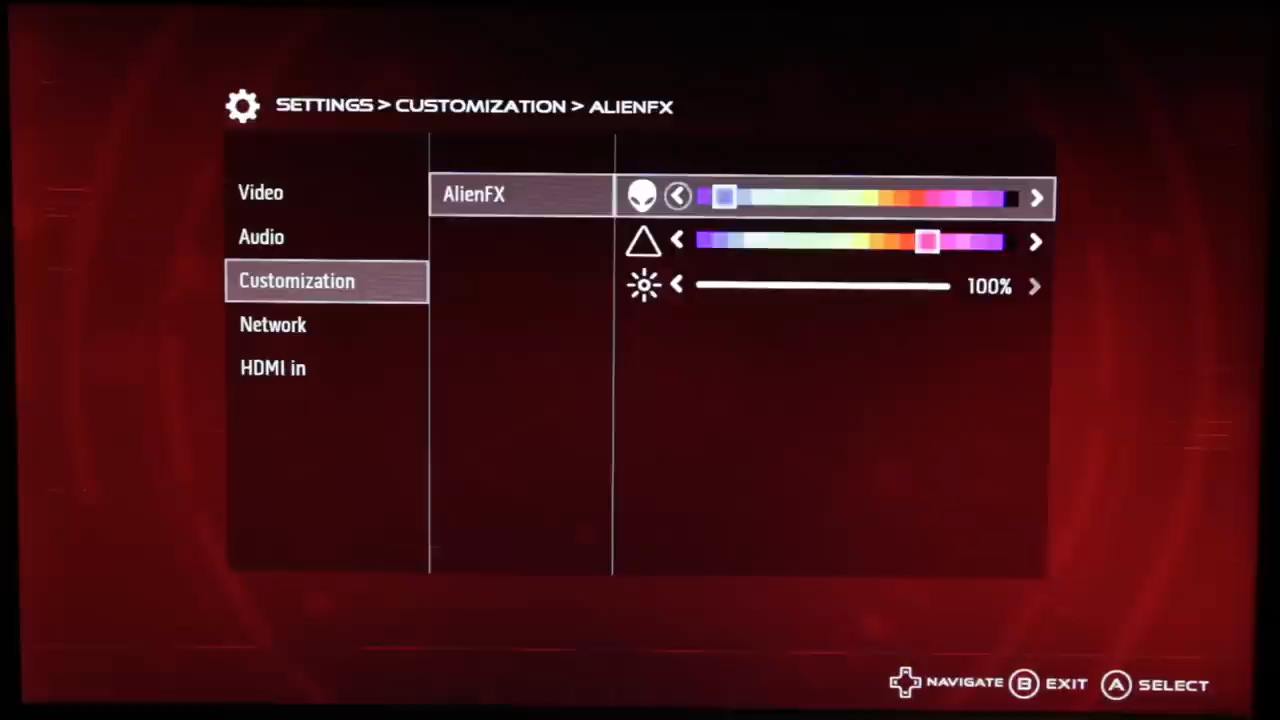 SETTINGS > CUSTOMIZATION > ALIENFX
Video
Audio
Customization
Network
HDMI in
AlienFX
100%
NAVIGATE B EXIT A SELECT